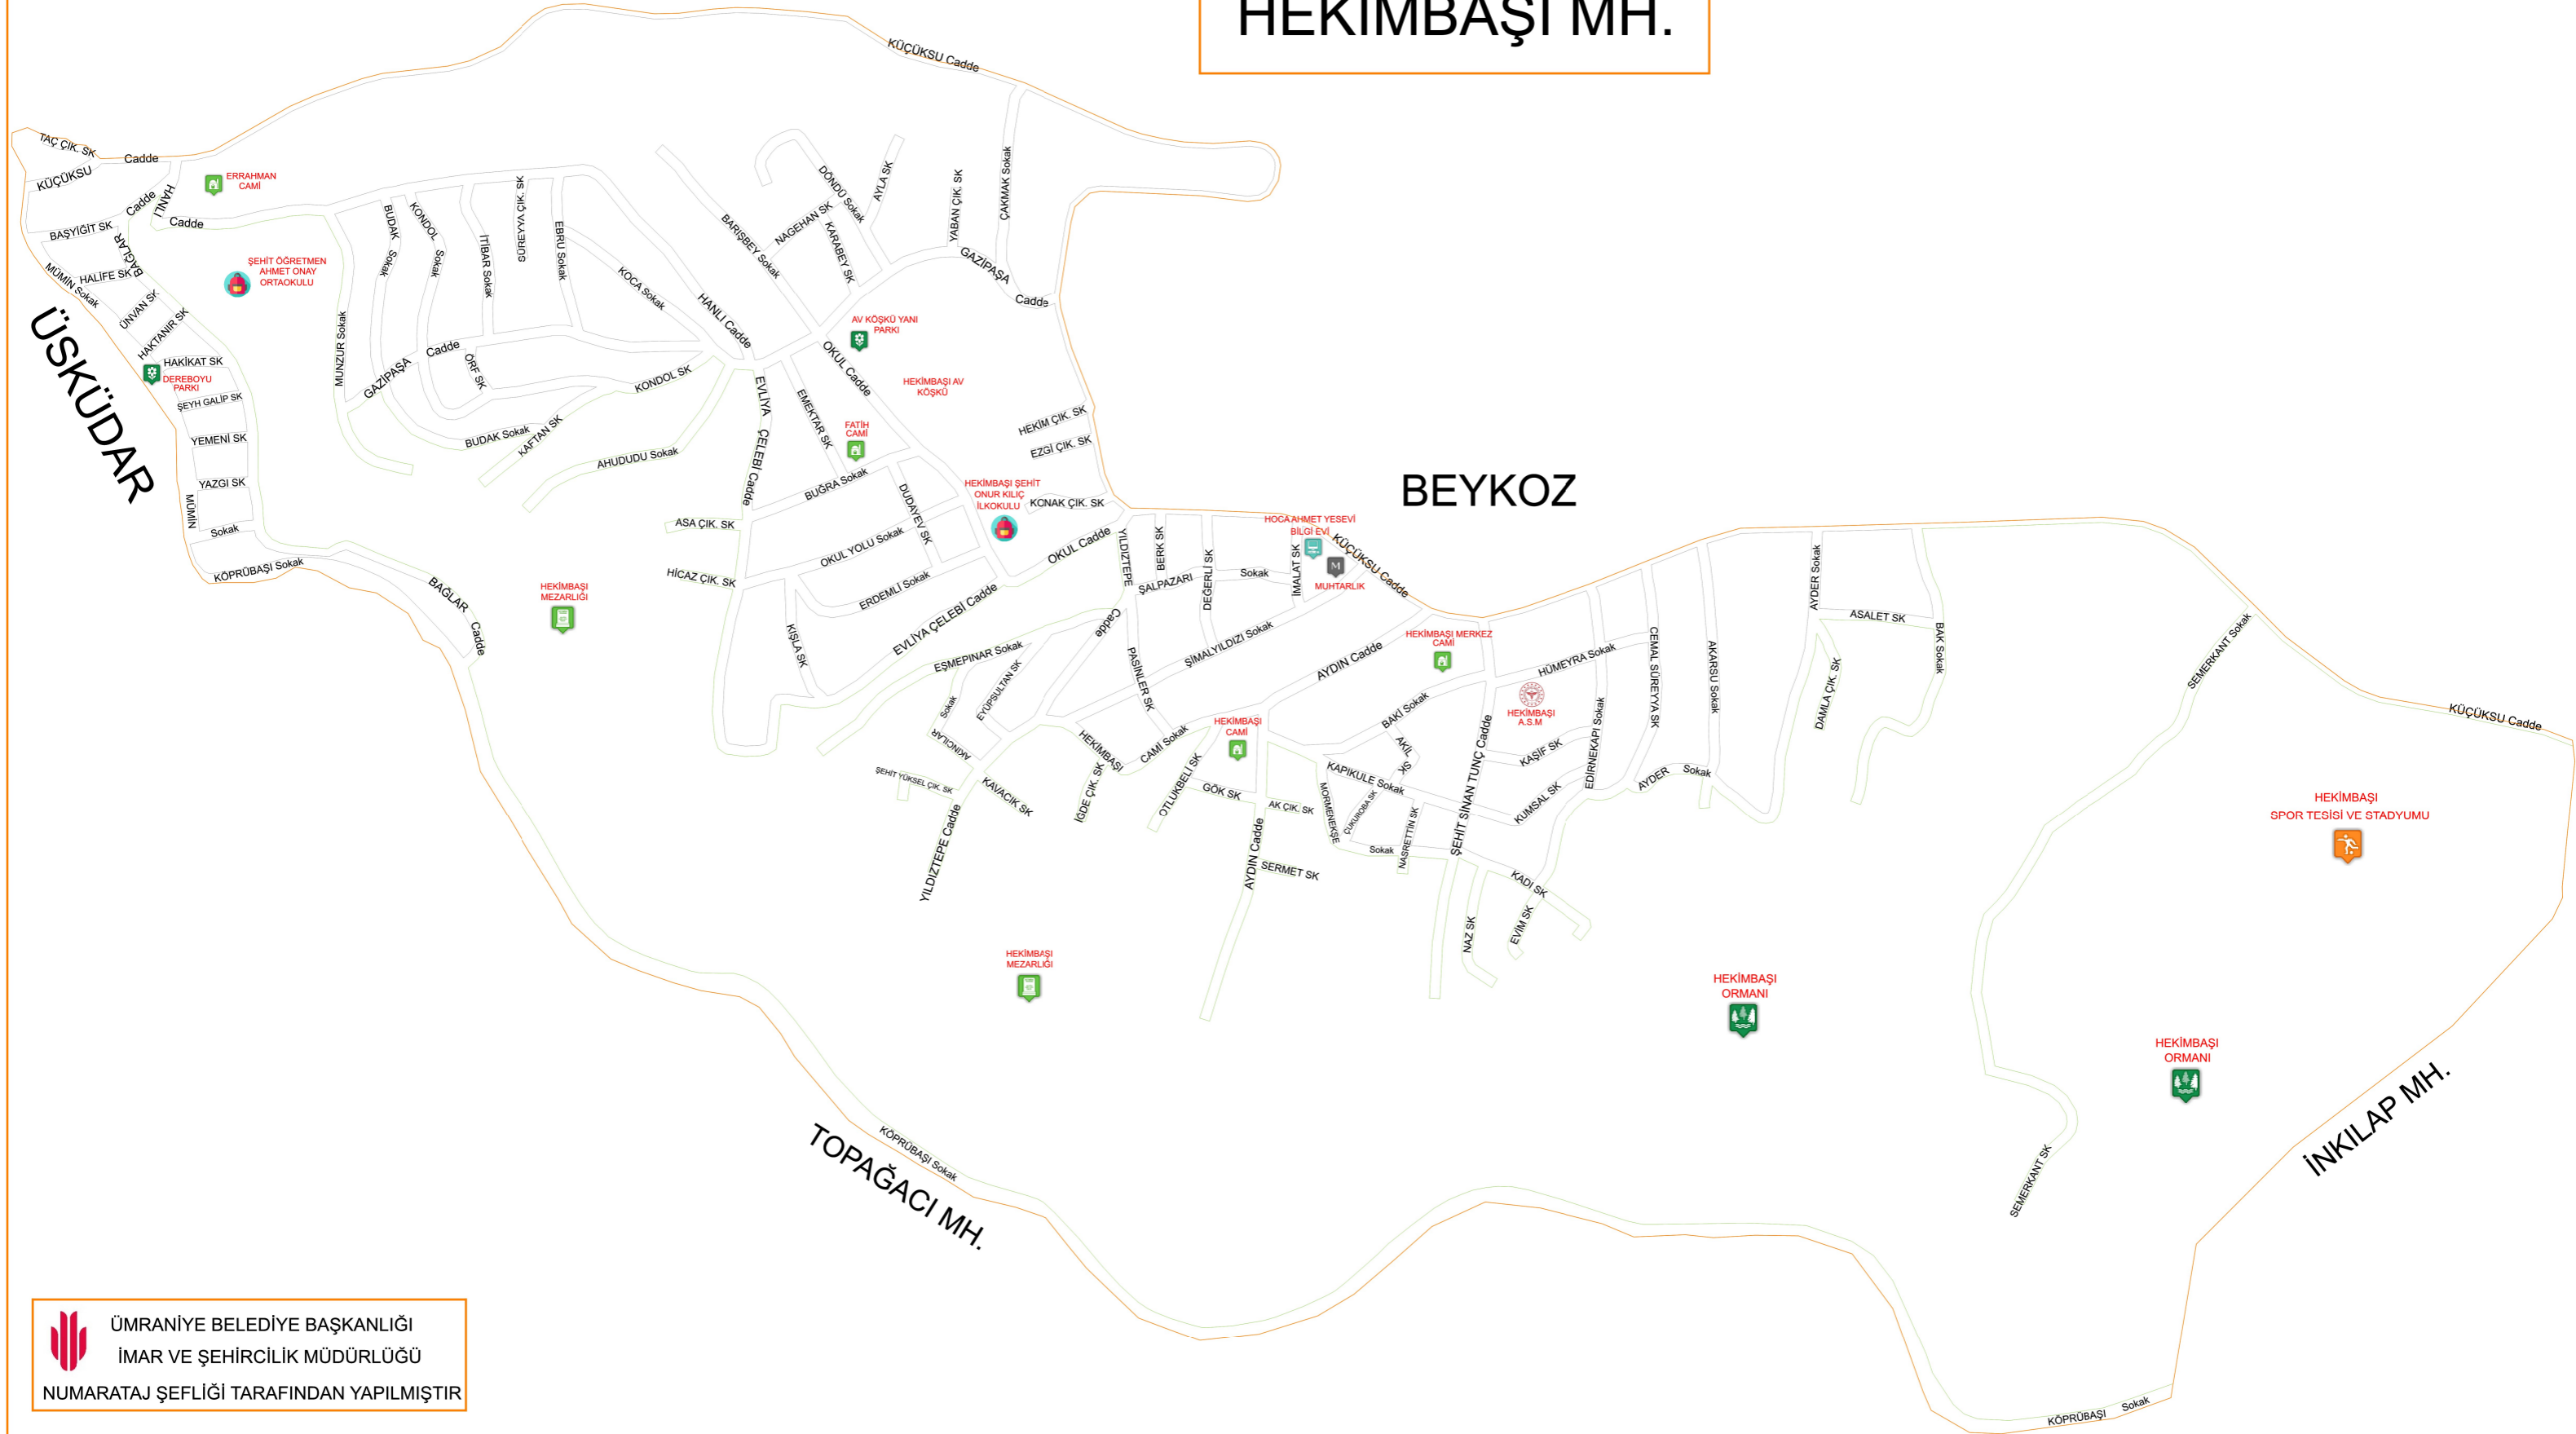 HEKİMBAŞI MH.
KÜÇÜKSU Cadde
TAÇ ÇIK. SK
KÜÇÜKSU
Cadde
ERRAHMAN
CAMİ
HANLI
Cadde
Cadde
BAŞYİĞİT SK
BAĞLAR
HALİFE SK
MÜMİN Sokak
ÜNVAN SK
HAKTANIR SK
HAKİKAT SK
DEREBOYU
PARKI
ŞEYH GALİP SK
YEMENİ SK
YAZGI SK
MÜMİN
Sokak
KÖPRÜBAŞI Sokak
ÜSKÜDAR
ŞEHİT ÖĞRETMEN
AHMET ONAY
ORTAOKULU
MUNZUR Sokak
BUDAK
Sokak
KONDOL
Sokak
İTİBAR Sokak
SÜREYYA ÇIK. SK
EBRU Sokak
KOCA Sokak
HANLI Cadde
GAZİPAŞA
Cadde
ÖRF SK
KONDOL SK
BUDAK Sokak
KAFTAN SK
AHUDUDU Sokak
BARIŞBEY Sokak
NAGEHAN SK
DÖNDÜ Sokak
KARABEY SK
AYLA SK
YABAN ÇIK. SK
ÇAKMAK Sokak
GAZİPAŞA
Cadde
AV KÖŞKÜ YANI
PARKI
OKUL Cadde
HEKİMBAŞI AV
KÖŞKÜ
EVLİYA
ÇELEBİ Cadde
EMEKTAR SK
FATİH
CAMİ
BUĞRA Sokak
HEKİM ÇIK. SK
EZGİ ÇIK. SK
KONAK ÇIK. SK
HEKİMBAŞI ŞEHİT
ONUR KILIÇ
İLKOKULU
DUDAYEV SK
ASA ÇIK. SK
OKUL YOLU Sokak
HİCAZ ÇIK. SK
ERDEMLİ Sokak
KIŞLA SK
EVLİYA ÇELEBİ Cadde
OKUL Cadde
BAĞLAR
Cadde
HEKİMBAŞI
MEZARLIĞI
BEYKOZ
YILDIZTEPE
Cadde
BERK SK
DEĞERLİ SK
ŞALPAZARI
Sokak
İMALAT SK
HOCA AHMET YESEVİ
BİLGİ EVİ
MUHTARLIK
KÜÇÜKSU Cadde
ŞİMALYILDIZI Sokak
PASİNLER SK
EŞMEPINAR Sokak
EYÜPSULTAN SK
Sokak
AKINCILAR
ŞEHİT YÜKSEL ÇIK. SK
KAVACIK SK
YILDIZTEPE Cadde
HEKİMBAŞI
CAMİ Sokak
İGDE ÇIK. SK
OTLUKBELİ SK
HEKİMBAŞI
CAMİ
GÖK SK
AK ÇIK. SK
AYDIN Cadde
AYDIN Cadde
SERMET SK
HEKİMBAŞI MERKEZ
CAMİ
BAKİ Sokak
AKİL
SK
KAPIKULE Sokak
MORMENEKŞE
Sokak
ÇUKUROBA SK
NASRETTİN SK
ŞEHİT SİNAN TUNÇ Cadde
HÜMEYRA Sokak
HEKİMBAŞI
A.S.M
KAŞİF SK
KUMSAL SK
EDİRNEKAPI Sokak
CEMAL SÜREYYA SK
AKARSU Sokak
AYDER
Sokak
KADI SK
EVİM SK
NAZ SK
AYDER Sokak
ASALET SK
DAMLA ÇIK. SK
BAK Sokak
SEMERKANT Sokak
KÜÇÜKSU Cadde
HEKİMBAŞI
SPOR TESİSİ VE STADYUMU
HEKİMBAŞI
MEZARLIĞI
HEKİMBAŞI
ORMANI
HEKİMBAŞI
ORMANI
SEMERKANT SK
İNKILAP MH.
TOPAĞACI MH.
KÖPRÜBAŞI Sokak
KÖPRÜBAŞI
Sokak
ÜMRANİYE BELEDİYE BAŞKANLIĞI
İMAR VE ŞEHİRCİLİK MÜDÜRLÜĞÜ
NUMARATAJ ŞEFLİĞİ TARAFINDAN YAPILMIŞTIR